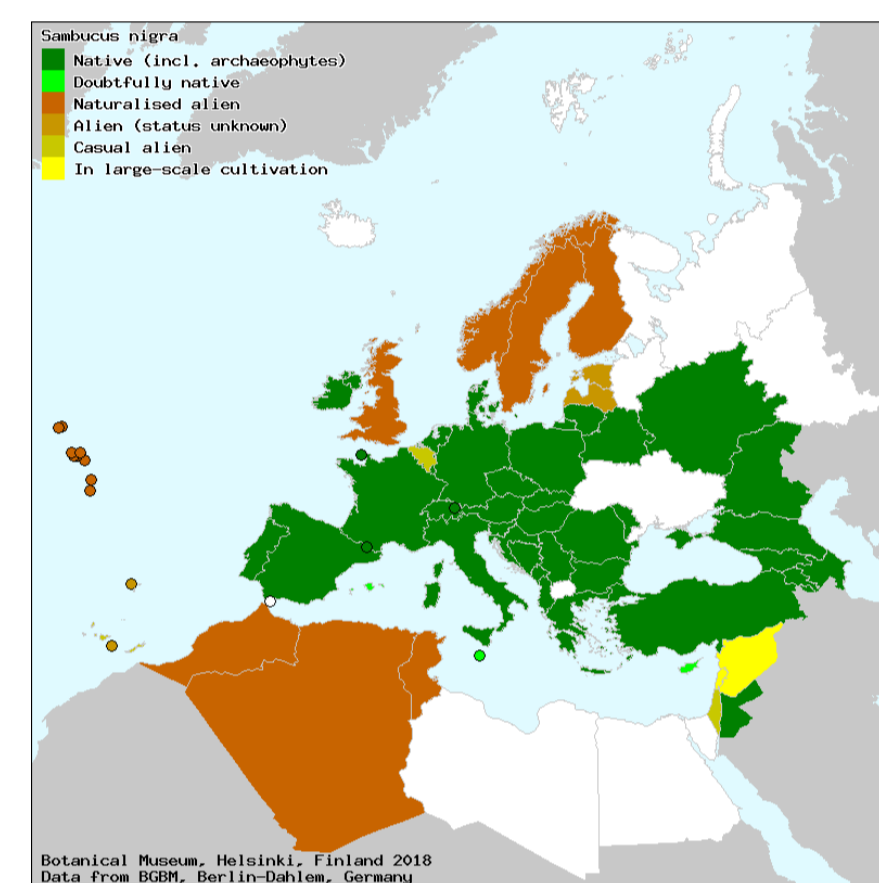 Sambucus nigra
Native (incl. archaeophytes)
Doubtfully native
Naturalised alien
Alien (status unknown)
Casual alien
In large-scale cultivation
Botanical Museum, Helsinki, Finland 2018
Data from BGBM, Berlin-Dahlem, Germany